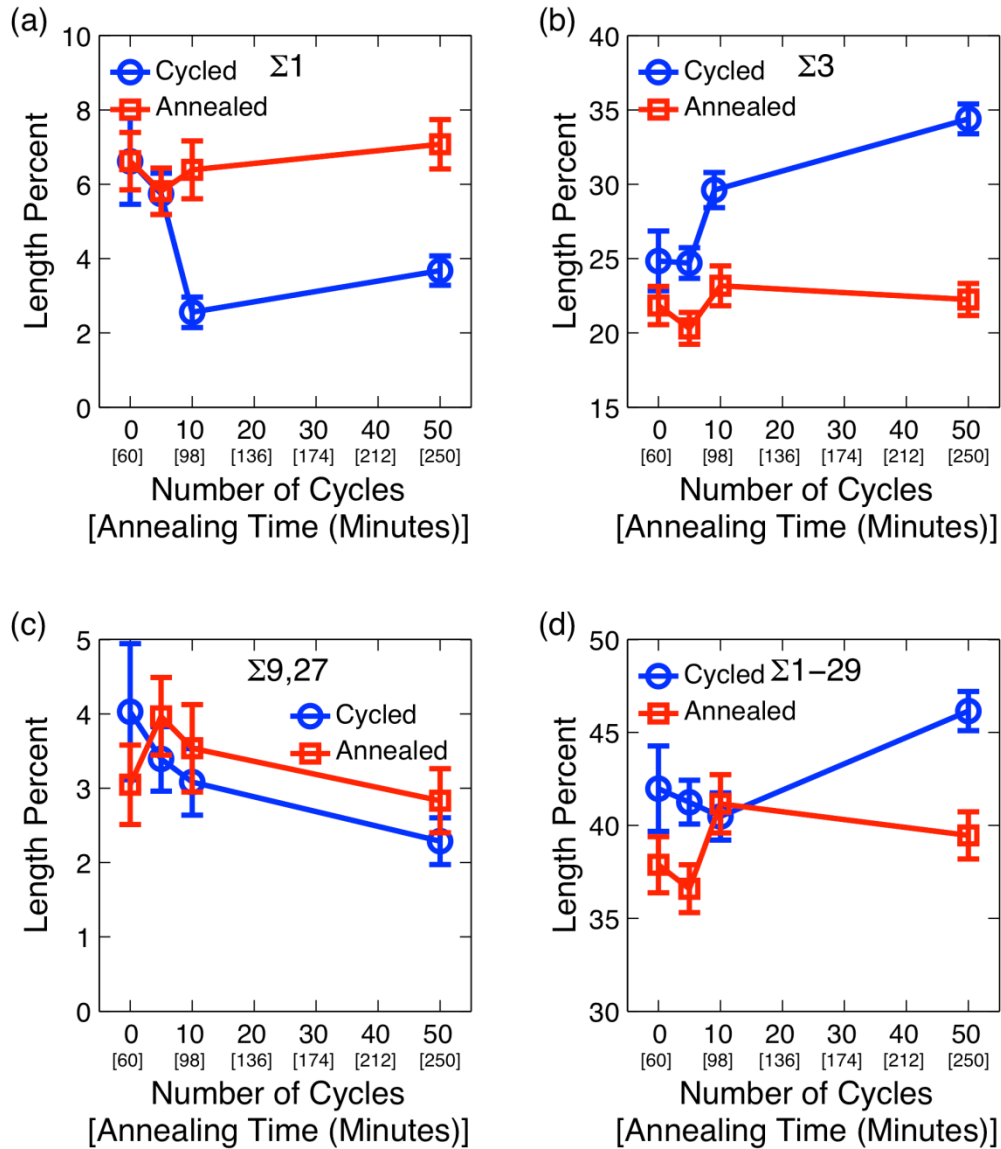 (a)
Σ1
Cycled
Annealed
Length Percent
10
8
6
4
2
0
0 10 20 30 40 50
[60] [98] [136] [174] [212] [250]
Number of Cycles
[Annealing Time (Minutes)]
(b)
Σ3
Cycled
Annealed
Length Percent
40
35
30
25
20
15
0 10 20 30 40 50
[60] [98] [136] [174] [212] [250]
Number of Cycles
[Annealing Time (Minutes)]
(c)
Σ9,27
Cycled
Annealed
Length Percent
5
4
3
2
1
0
0 10 20 30 40 50
[60] [98] [136] [174] [212] [250]
Number of Cycles
[Annealing Time (Minutes)]
(d)
Σ1−29
Cycled
Annealed
Length Percent
50
45
40
35
30
0 10 20 30 40 50
[60] [98] [136] [174] [212] [250]
Number of Cycles
[Annealing Time (Minutes)]